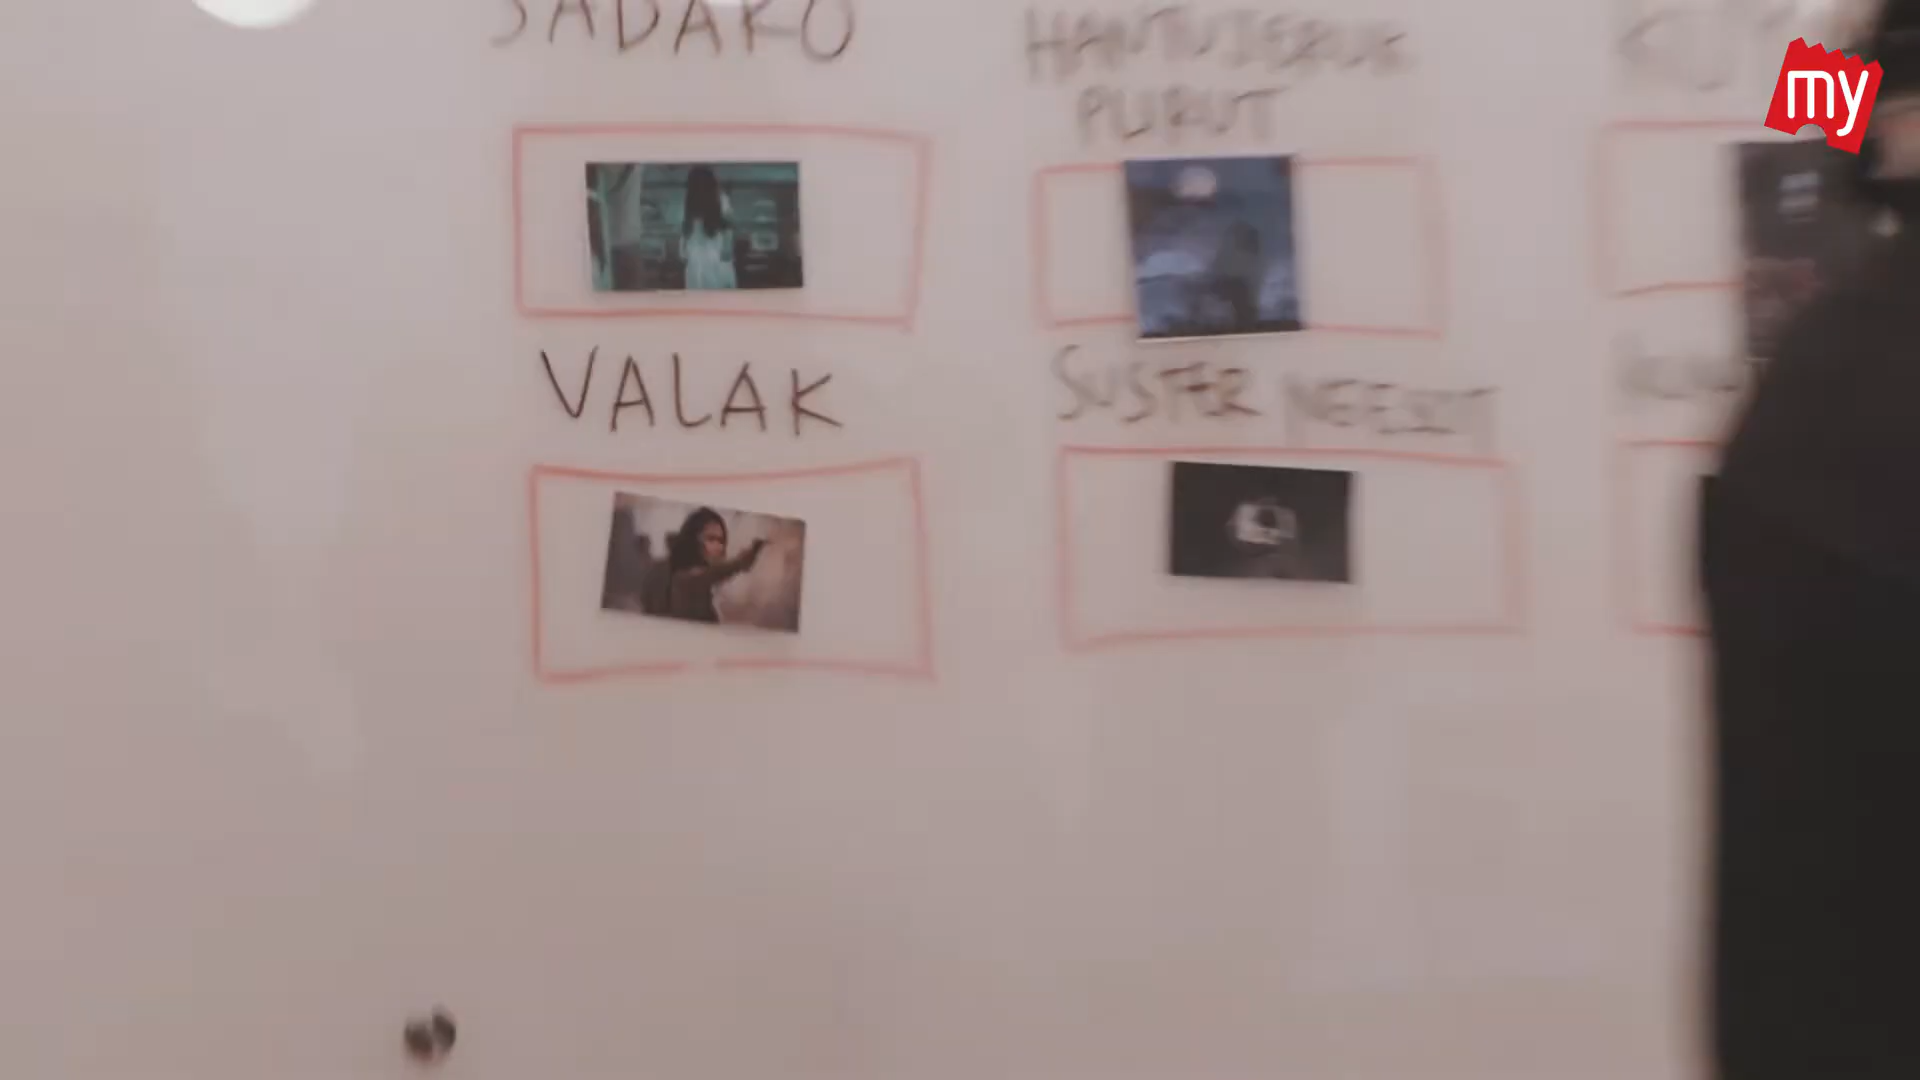 SADAKO
HANTU JERUK
PURUT
my
VALAK
SUSTER NGESOT